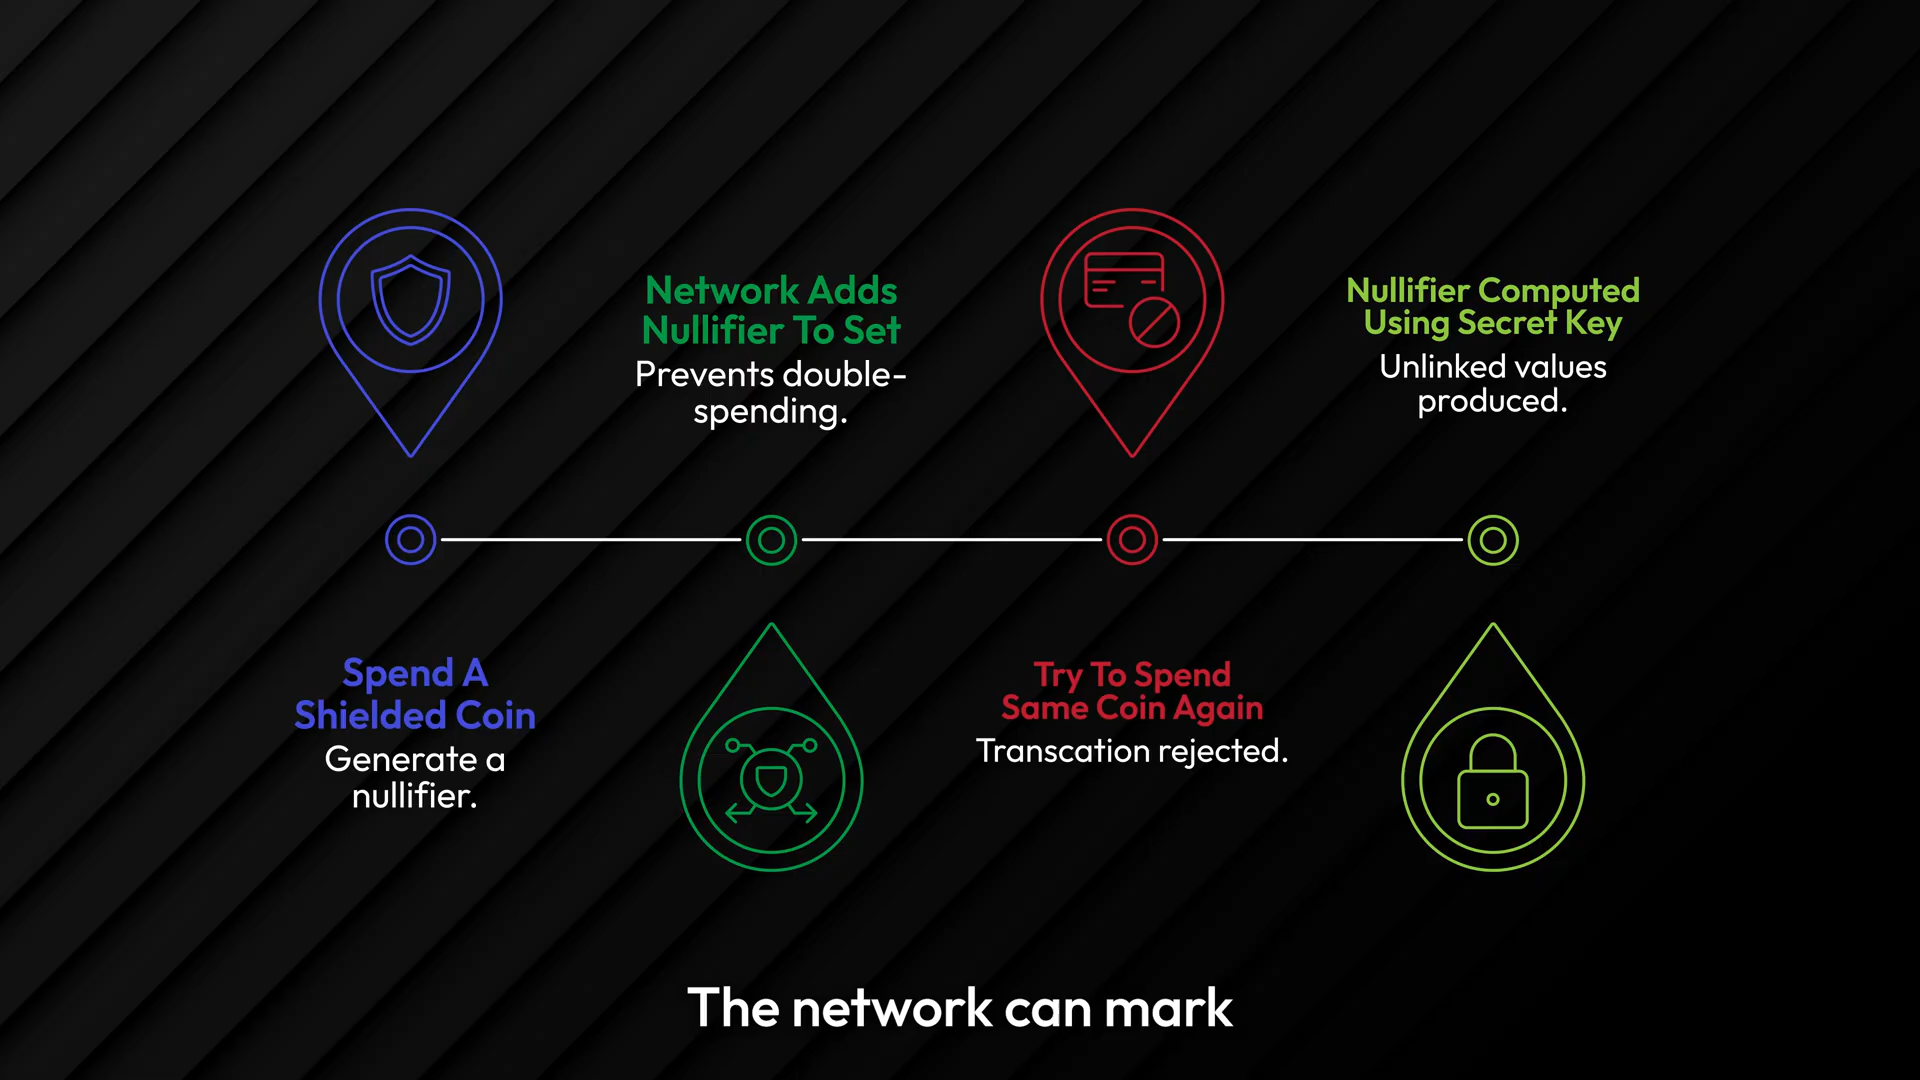 Spend A
Shielded Coin
Generate a
nullifier.
Network Adds
Nullifier To Set
Prevents double-
spending.
Try To Spend
Same Coin Again
Transcation rejected.
Nullifier Computed
Using Secret Key
Unlinked values
produced.
The network can mark